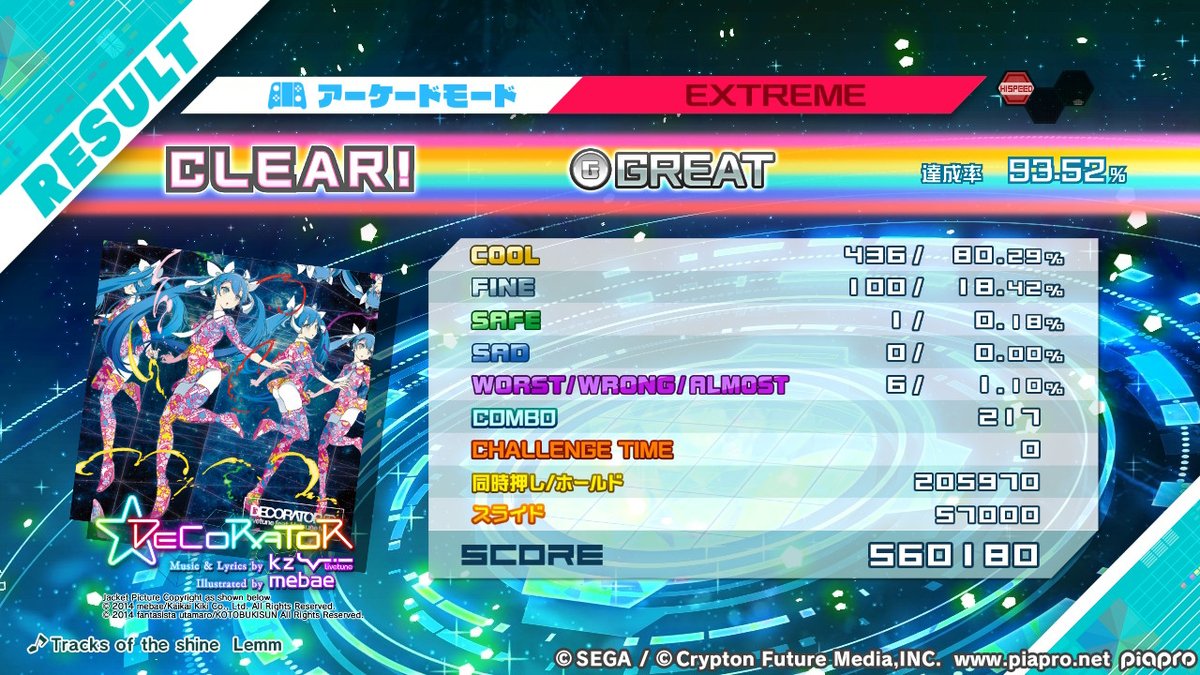 RESULT
アーケードモード EXTREME HISPEED
CLEAR! G GREAT 達成率 93.52%
COOL 436/ 80.29%
FINE 100/ 18.42%
SAFE 1/ 0.18%
SAD 0/ 0.00%
WORST/WRONG/ALMOST 6/ 1.10%
COMBO 217
CHALLENGE TIME 0
同時押し/ホールド 205970
スライド 57000
SCORE 560180
DECORATOR
DECORATOR
Music & Lyrics by kz livetune
Illustrated by mebae
Jacket Picture Copyright as shown below
© 2014 mebae/Kaikai Kiki Co., Ltd. All Rights Reserved.
© 2014 fantasista utamaro/KOTOBUKISUN All Rights Reserved.
Tracks of the shine Lemm
© SEGA / © Crypton Future Media,INC. www.piapro.net piapro